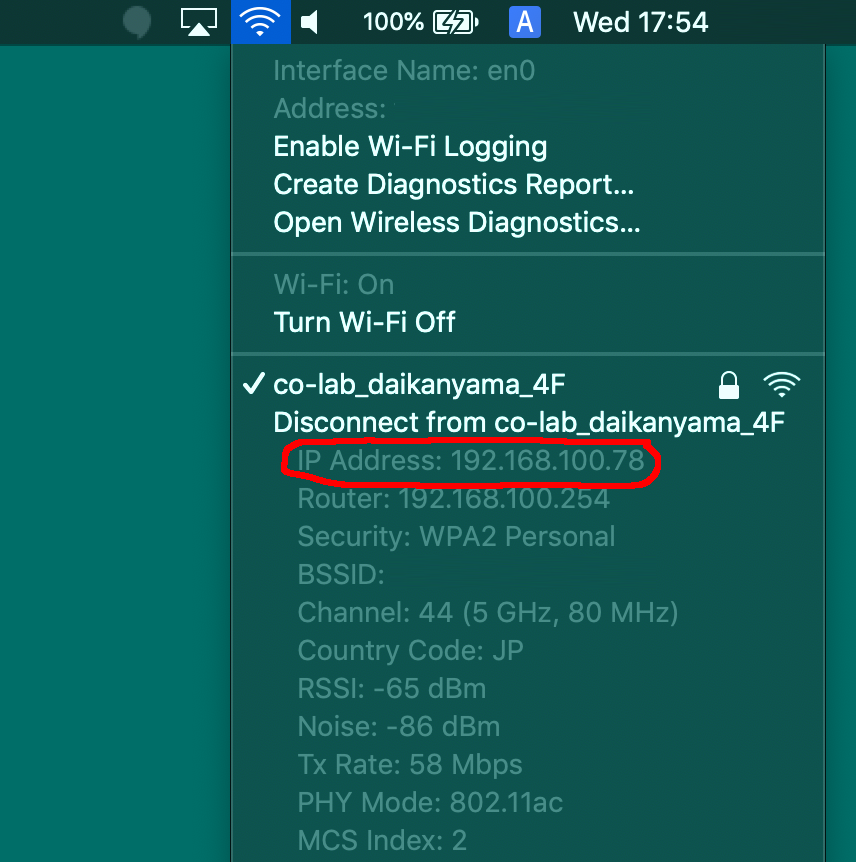 100% A Wed 17:54
Interface Name: en0
Address:
Enable Wi-Fi Logging
Create Diagnostics Report...
Open Wireless Diagnostics...
Wi-Fi: On
Turn Wi-Fi Off
co-lab_daikanyama_4F
Disconnect from co-lab_daikanyama_4F
IP Address: 192.168.100.78
Router: 192.168.100.254
Security: WPA2 Personal
BSSID:
Channel: 44 (5 GHz, 80 MHz)
Country Code: JP
RSSI: -65 dBm
Noise: -86 dBm
Tx Rate: 58 Mbps
PHY Mode: 802.11ac
MCS Index: 2